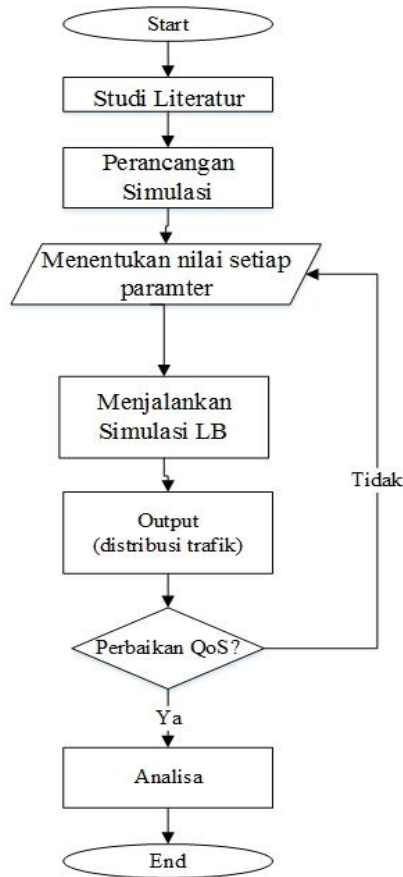 Start
Studi Literatur
Perancangan
Simulasi
Menentukan nilai setiap
paramter
Menjalankan
Simulasi LB
Tidak
Output
(distribusi trafik)
Perbaikan QoS?
Ya
Analisa
End